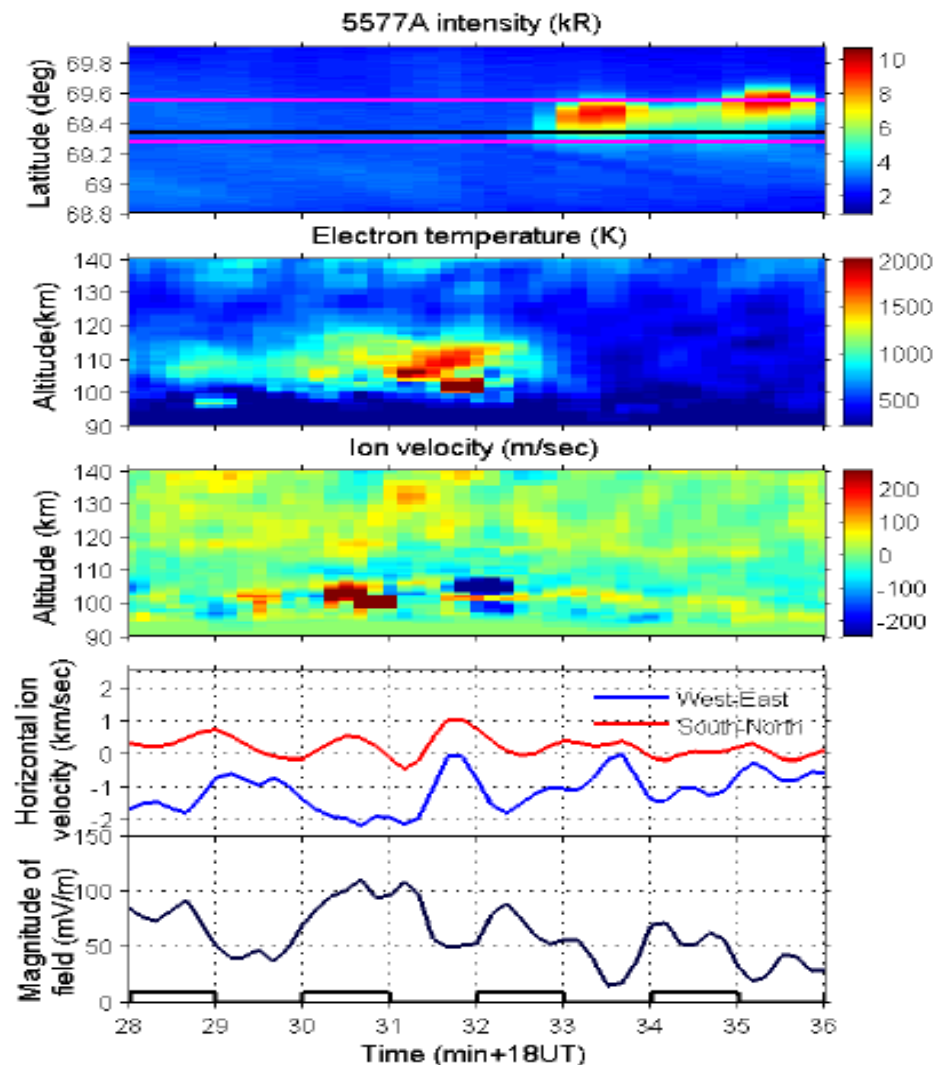 5577A intensity (kR)
Latitude (deg)
69.8
69.6
69.4
69.2
69
68.8
10
8
6
4
2
Electron temperature (K)
Altitude(km)
140
130
120
110
100
90
2000
1500
1000
500
Ion velocity (m/sec)
Altitude (km)
140
130
120
110
100
90
200
100
0
-100
-200
Horizontal ion
velocity (km/sec)
2
1
0
-1
-2
West-East
South-North
Magnitude of
field (mV/m)
150
100
50
0
28 29 30 31 32 33 34 35 36
Time (min+18UT)